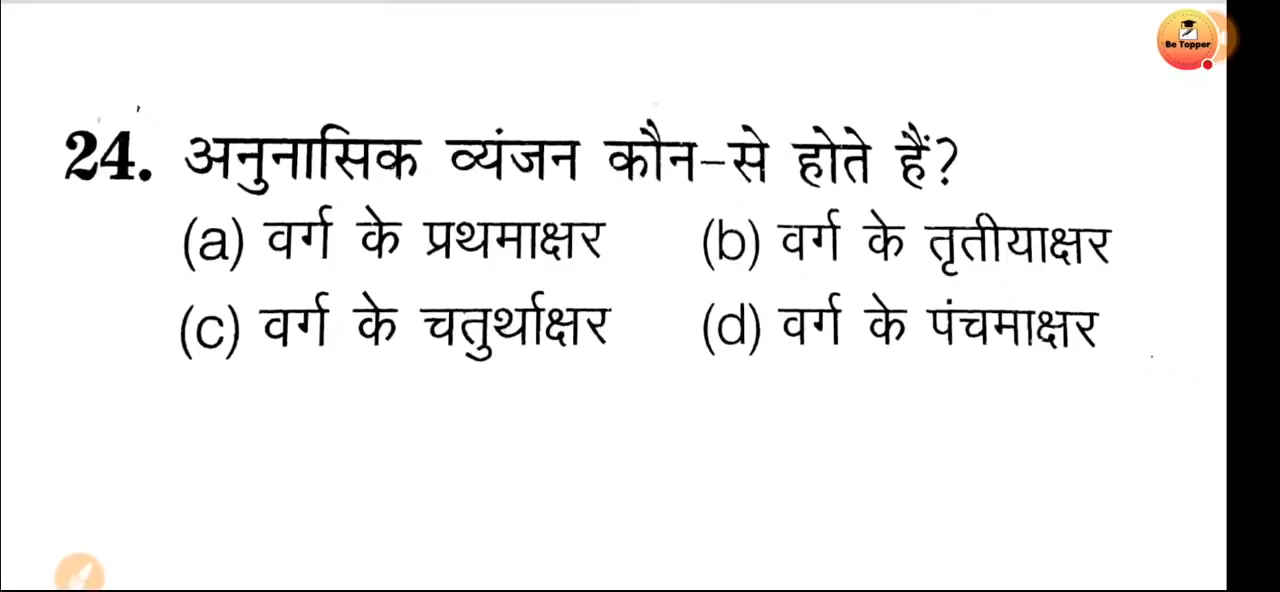 Be Topper
24. अनुनासिक व्यंजन कौन-से होते हैं?
(a) वर्ग के प्रथमाक्षर (b) वर्ग के तृतीयाक्षर
(c) वर्ग के चतुर्थाक्षर (d) वर्ग के पंचमाक्षर